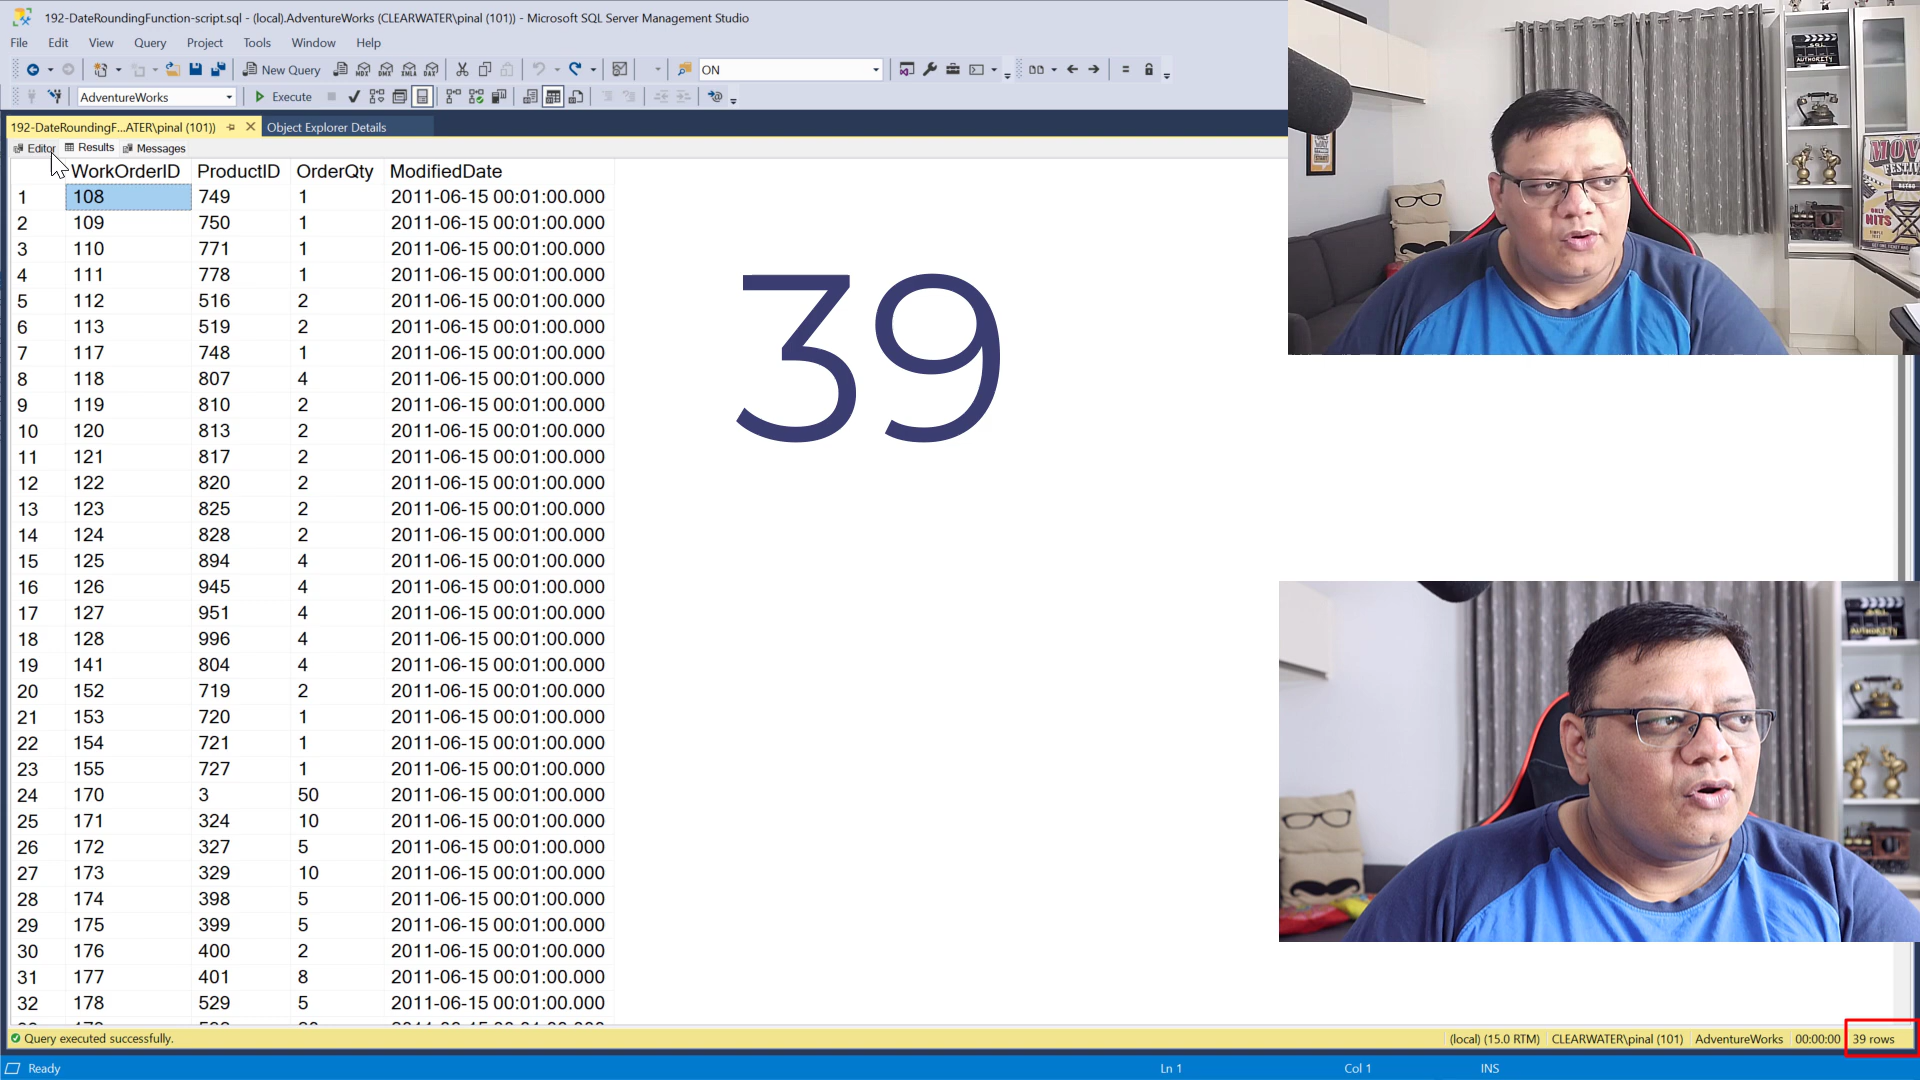 192-DateRoundingFunction-script.sql - (local).AdventureWorks (CLEARWATER\pinal (101)) - Microsoft SQL Server Management Studio
File Edit View Query Project Tools Window Help
New Query MDX DMX XMLA DAX ON
AdventureWorks Execute
192-DateRoundingF...ATER\pinal (101)) Object Explorer Details
Editor Results Messages
WorkOrderID ProductID OrderQty ModifiedDate
1 108 749 1 2011-06-15 00:01:00.000
2 109 750 1 2011-06-15 00:01:00.000
3 110 771 1 2011-06-15 00:01:00.000
4 111 778 1 2011-06-15 00:01:00.000
5 112 516 2 2011-06-15 00:01:00.000
6 113 519 2 2011-06-15 00:01:00.000
7 117 748 1 2011-06-15 00:01:00.000
8 118 807 4 2011-06-15 00:01:00.000
9 119 810 2 2011-06-15 00:01:00.000
10 120 813 2 2011-06-15 00:01:00.000
11 121 817 2 2011-06-15 00:01:00.000
12 122 820 2 2011-06-15 00:01:00.000
13 123 825 2 2011-06-15 00:01:00.000
14 124 828 2 2011-06-15 00:01:00.000
15 125 894 4 2011-06-15 00:01:00.000
16 126 945 4 2011-06-15 00:01:00.000
17 127 951 4 2011-06-15 00:01:00.000
18 128 996 4 2011-06-15 00:01:00.000
19 141 804 4 2011-06-15 00:01:00.000
20 152 719 2 2011-06-15 00:01:00.000
21 153 720 1 2011-06-15 00:01:00.000
22 154 721 1 2011-06-15 00:01:00.000
23 155 727 1 2011-06-15 00:01:00.000
24 170 3 50 2011-06-15 00:01:00.000
25 171 324 10 2011-06-15 00:01:00.000
26 172 327 5 2011-06-15 00:01:00.000
27 173 329 10 2011-06-15 00:01:00.000
28 174 398 5 2011-06-15 00:01:00.000
29 175 399 5 2011-06-15 00:01:00.000
30 176 400 2 2011-06-15 00:01:00.000
31 177 401 8 2011-06-15 00:01:00.000
32 178 529 5 2011-06-15 00:01:00.000
39
SQL
AUTHORITY
MOVIE
FESTIV
RETRO
ONLY
HITS
AUTHORITY
Query executed successfully. (local) (15.0 RTM) CLEARWATER\pinal (101) AdventureWorks 00:00:00 39 rows
Ready Ln 1 Col 1 INS